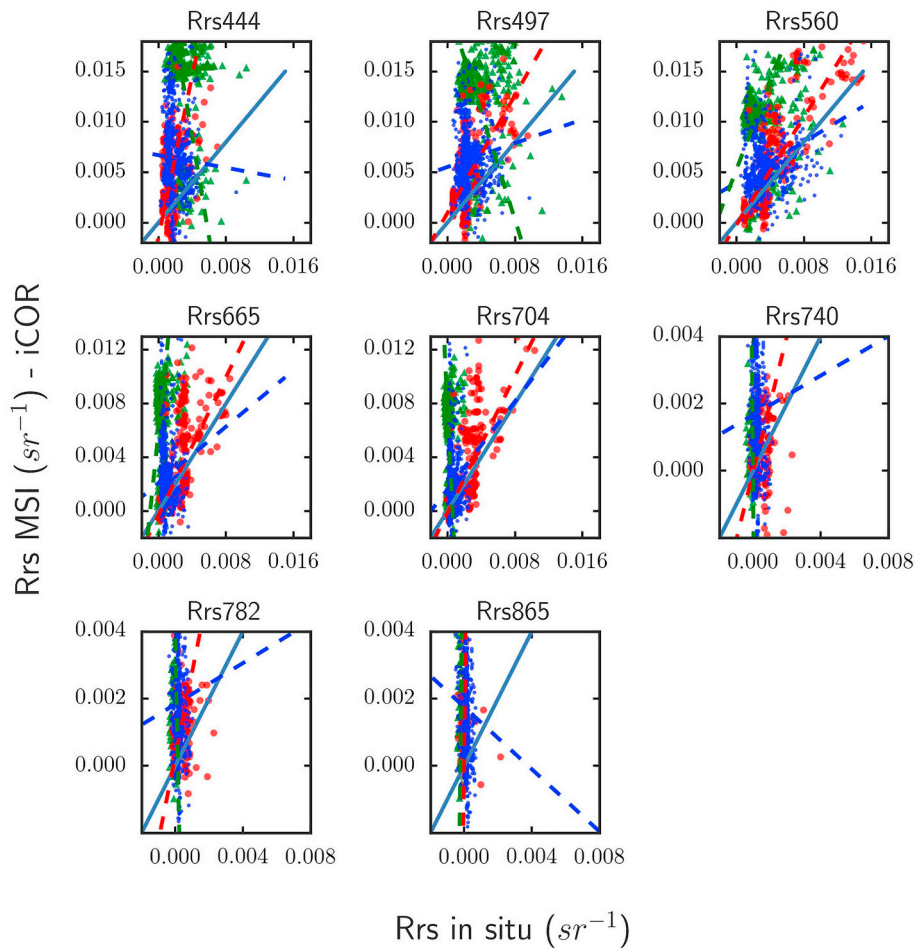 Rrs444 Rrs497 Rrs560
0.015 0.015 0.015
0.010 0.010 0.010
0.005 0.005 0.005
0.000 0.000 0.000
0.000 0.008 0.016 0.000 0.008 0.016 0.000 0.008 0.016
Rrs MSI (sr⁻¹) - iCOR
Rrs665 Rrs704 Rrs740
0.012 0.012 0.004
0.008 0.008 0.002
0.004 0.004 0.000
0.000 0.000
0.000 0.008 0.016 0.000 0.008 0.016 0.000 0.004 0.008
Rrs782 Rrs865
0.004 0.004
0.002 0.002
0.000 0.000
0.000 0.004 0.008 0.000 0.004 0.008
Rrs in situ (sr⁻¹)